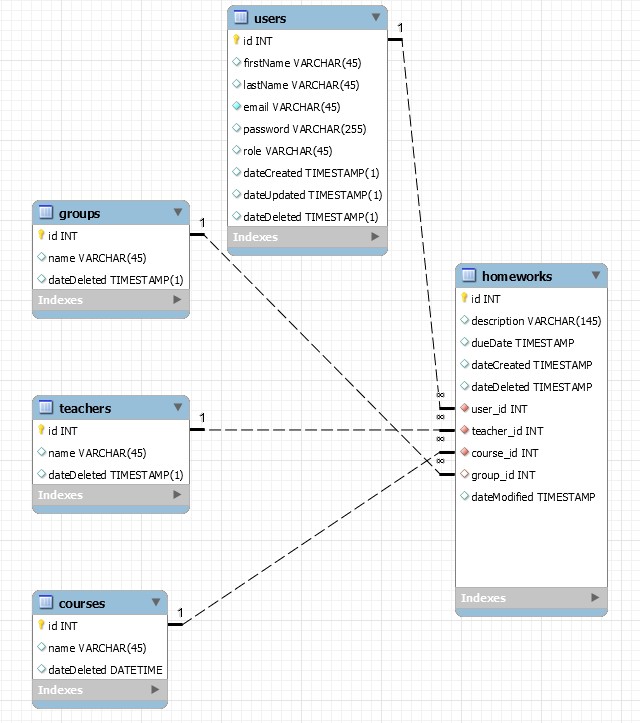 users
id INT
firstName VARCHAR(45)
lastName VARCHAR(45)
email VARCHAR(45)
password VARCHAR(255)
role VARCHAR(45)
dateCreated TIMESTAMP(1)
dateUpdated TIMESTAMP(1)
dateDeleted TIMESTAMP(1)
Indexes
1
groups
id INT
name VARCHAR(45)
dateDeleted TIMESTAMP(1)
Indexes
1
teachers
id INT
name VARCHAR(45)
dateDeleted TIMESTAMP(1)
Indexes
1
courses
id INT
name VARCHAR(45)
dateDeleted DATETIME
Indexes
1
homeworks
id INT
description VARCHAR(145)
dueDate TIMESTAMP
dateCreated TIMESTAMP
dateDeleted TIMESTAMP
∞ user_id INT
∞ teacher_id INT
∞ course_id INT
∞ group_id INT
dateModified TIMESTAMP
Indexes